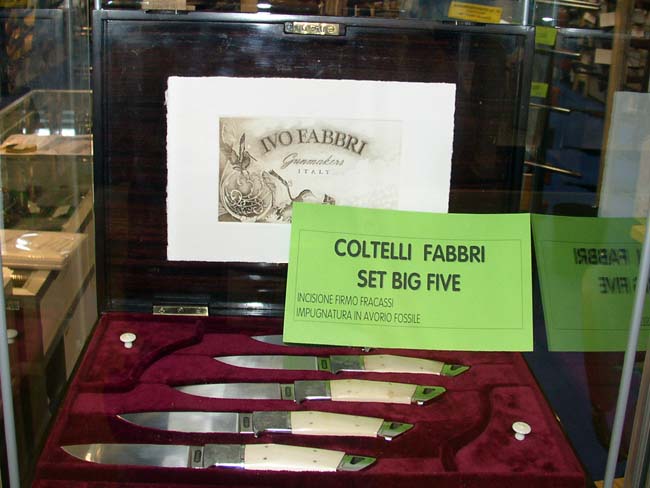 IVO FABBRI
Gunmakers
ITALY
COLTELLI FABBRI
SET BIG FIVE
INCISIONE FIRMO FRACASSI
IMPUGNATURA IN AVORIO FOSSILE